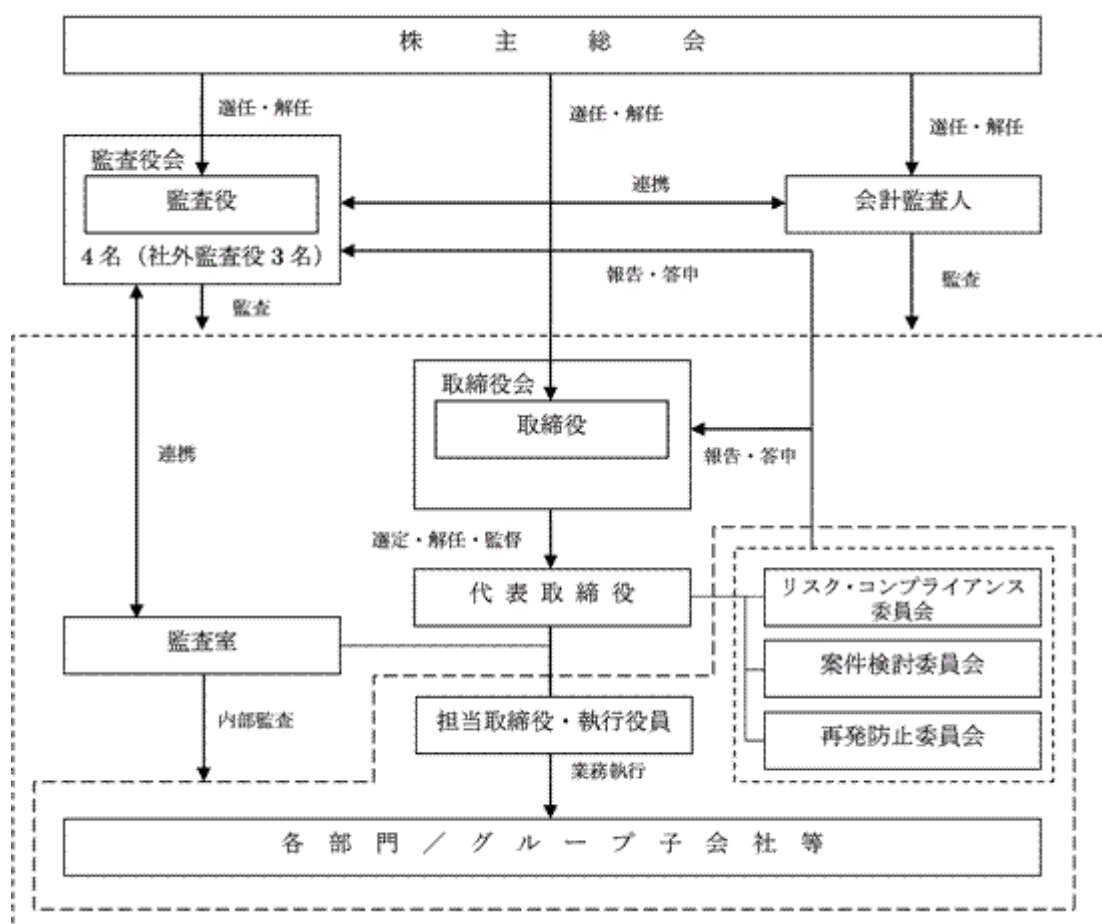 株主総会
選任・解任
選任・解任
選任・解任
監査役会
監査役
4名（社外監査役3名）
連携
会計監査人
報告・答申
監査
監査
取締役会
取締役
連携
報告・答申
選定・解任・監督
代表取締役
リスク・コンプライアンス
委員会
監査室
案件検討委員会
内部監査
担当取締役・執行役員
再発防止委員会
業務執行
各部門／グループ子会社等